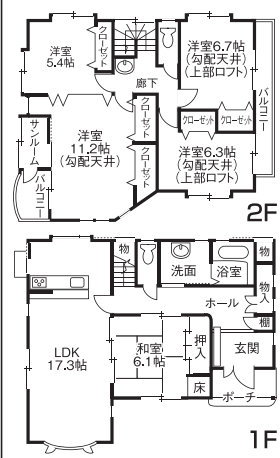 洋室
5.4帖
クローゼット
洋室6.7帖
(勾配天井)
(上部ロフト)
バルコニー
廊下
サンルーム
洋室
11.2帖
(勾配天井)
クローゼット
クローゼット
クローゼット
クローゼット
洋室6.3帖
(勾配天井)
(上部ロフト)
バルコニー
2F
物
洗面
浴室
物
物入
ホール
棚
LDK
17.3帖
和室
6.1帖
押入
床
玄関
ポーチ
1F